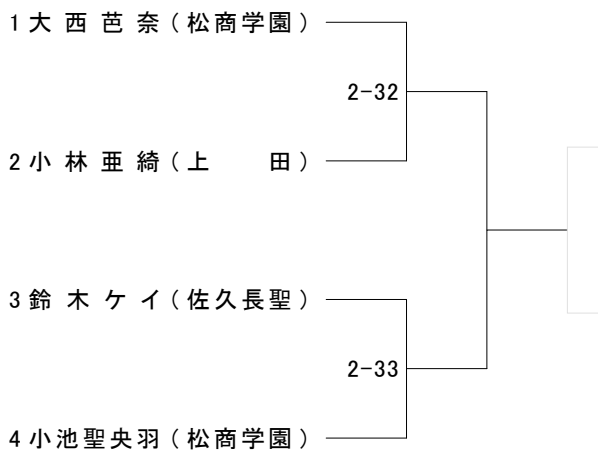 1 大 西 芭 奈 ( 松商学園 )
2-32
2 小 林 亜 綺 ( 上 田 )
3 鈴 木 ケ イ ( 佐久長聖 )
2-33
4 小池聖央羽 ( 松商学園 )